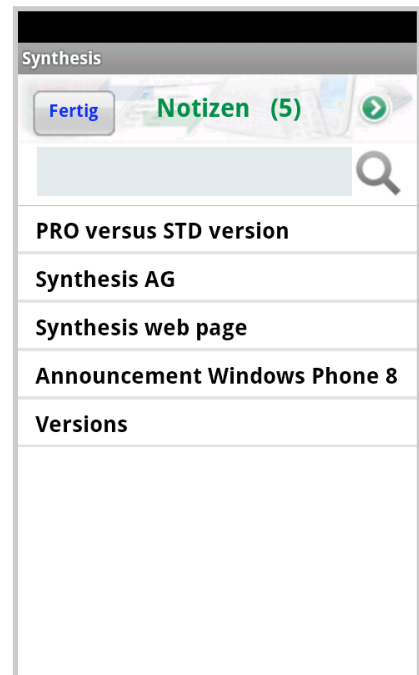 Synthesis
Fertig Notizen (5)
PRO versus STD version
Synthesis AG
Synthesis web page
Announcement Windows Phone 8
Versions